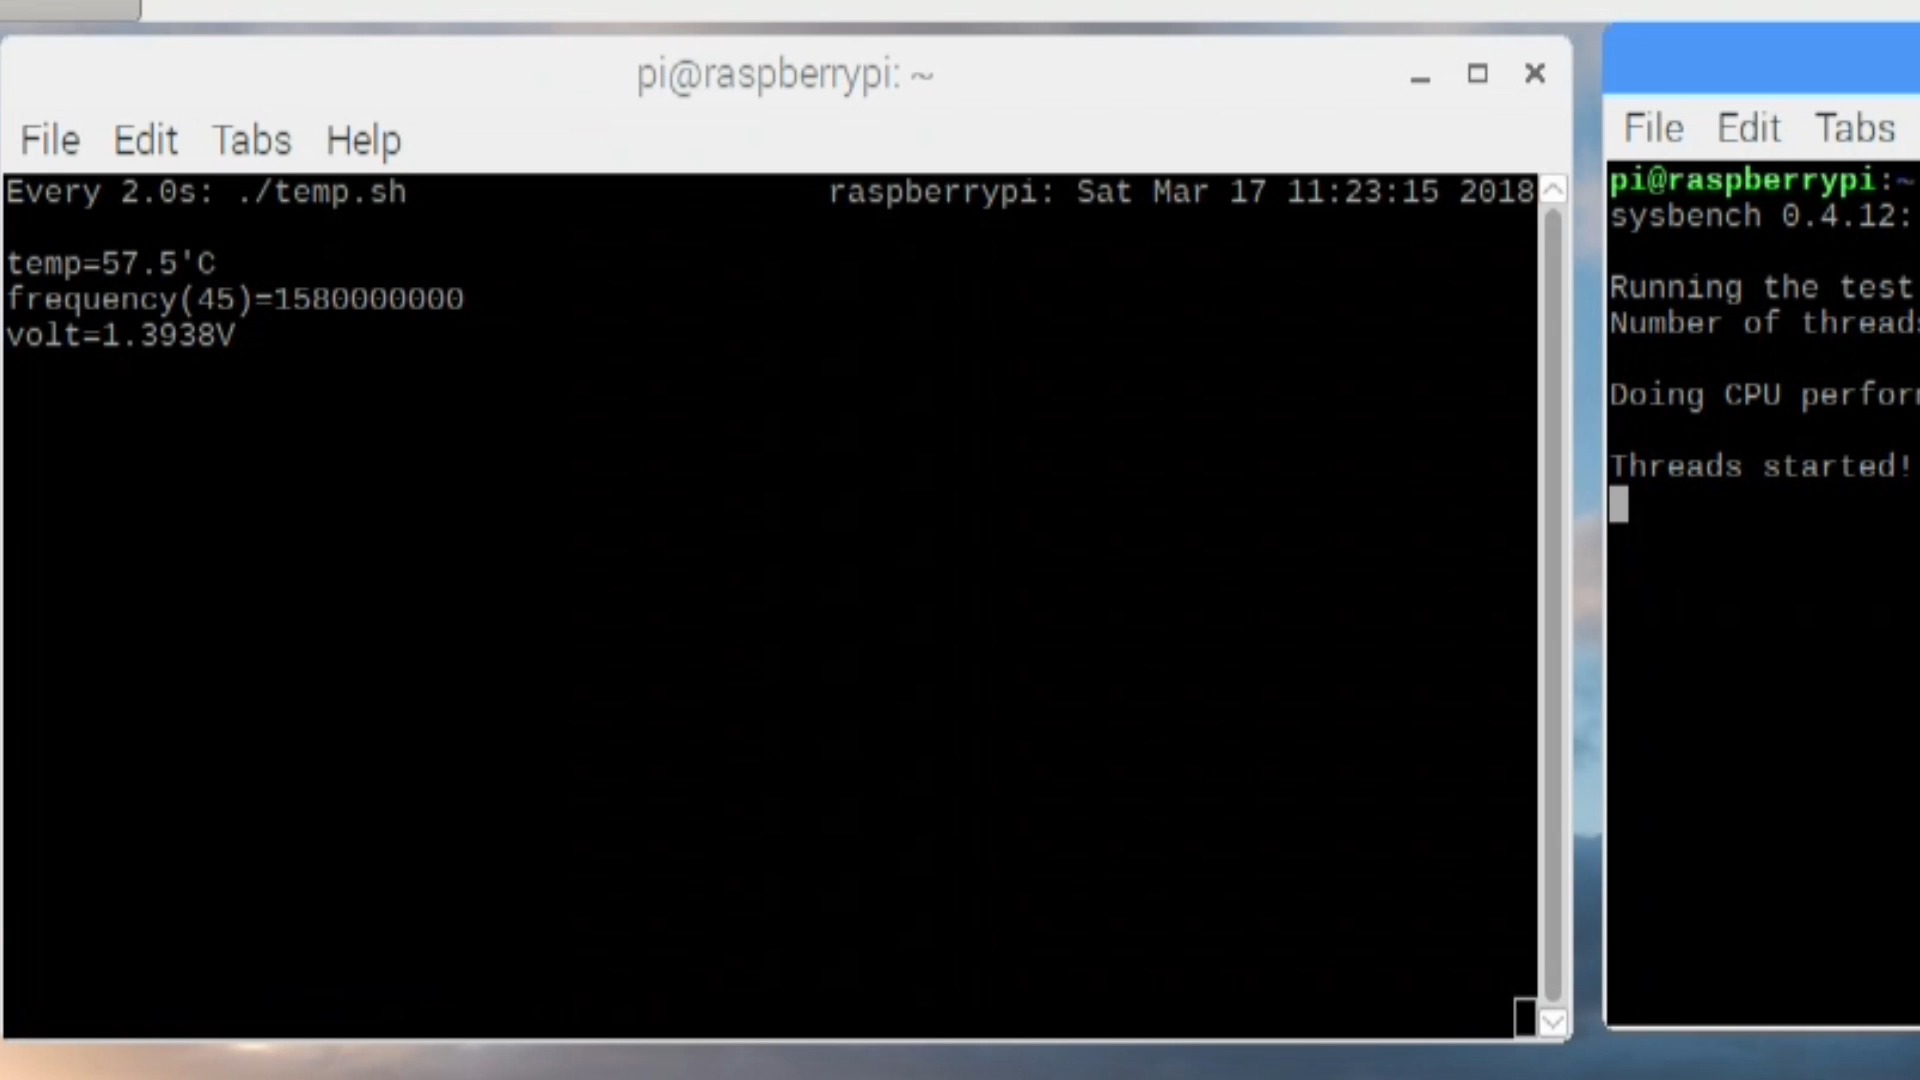 pi@raspberrypi: ~
File Edit Tabs Help
Every 2.0s: ./temp.sh raspberrypi: Sat Mar 17 11:23:15 2018
temp=57.5'C
frequency(45)=1580000000
volt=1.3938V
File Edit Tabs
pi@raspberrypi:~
sysbench 0.4.12:
Running the test
Number of threads
Doing CPU perfor
Threads started!